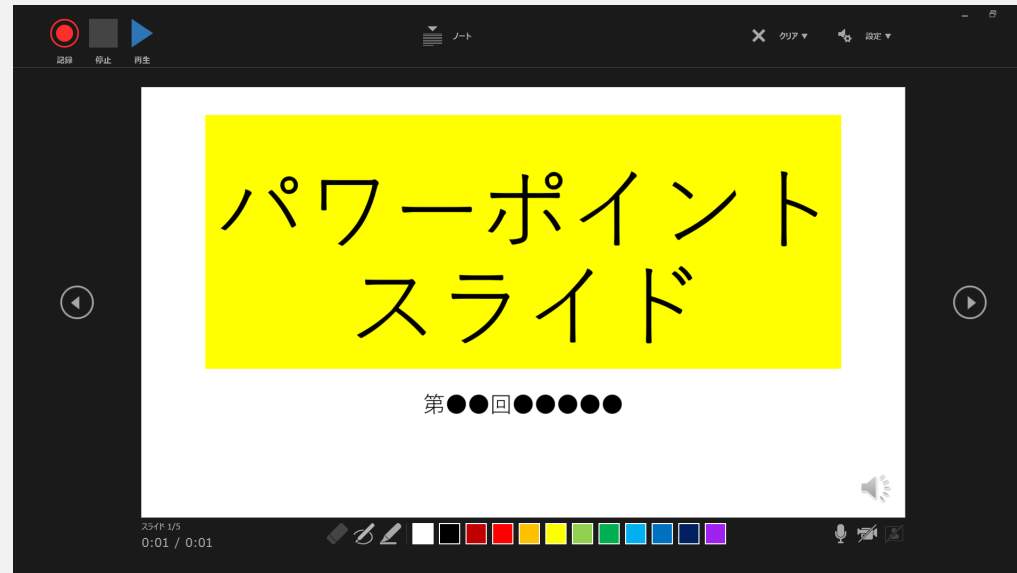 記録
停止
再生
ノート
クリア
設定
パワーポイント
スライド
第●●回●●●●●
スライド 1/5
0:01 / 0:01